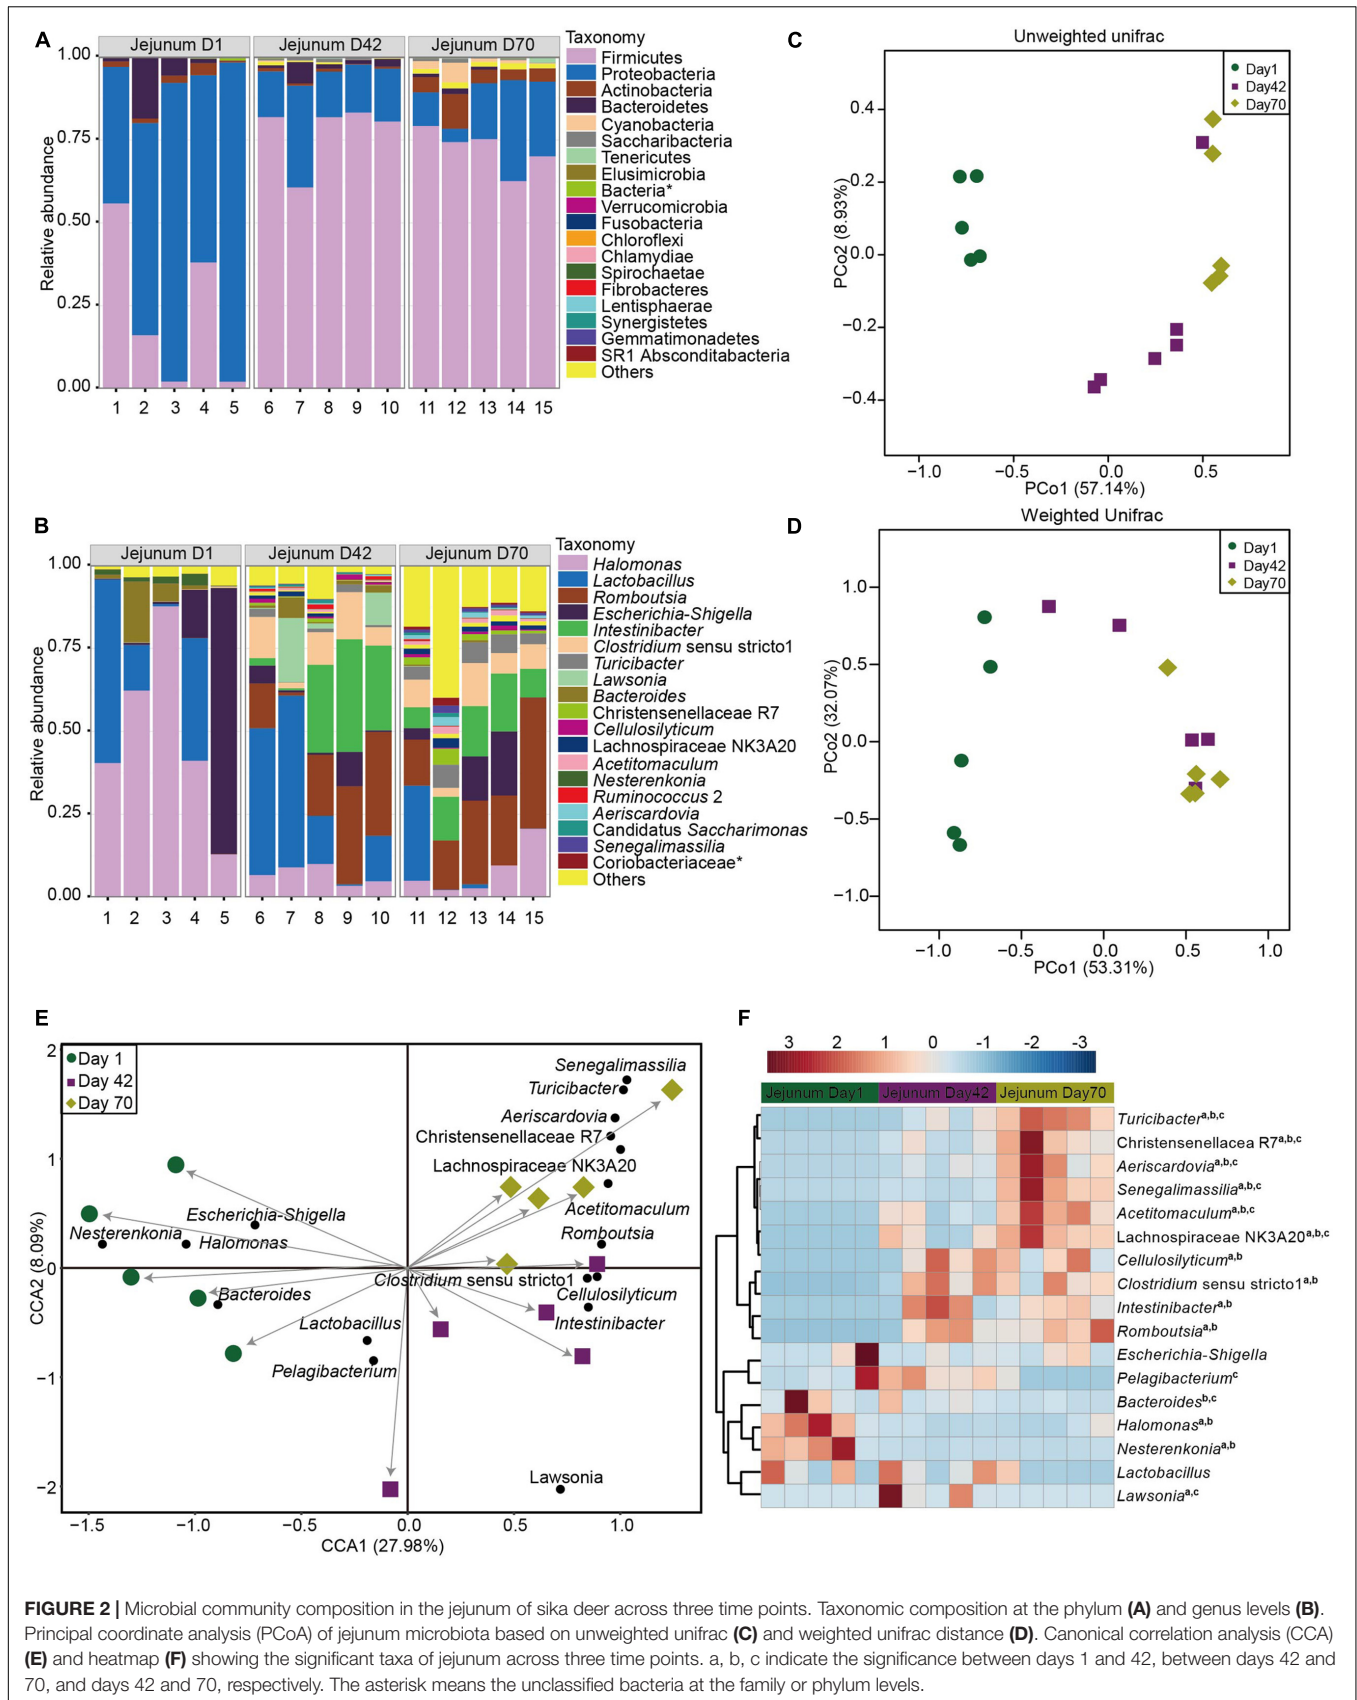 A
Jejunum D1 Jejunum D42 Jejunum D70
Relative abundance
1.00
0.75
0.50
0.25
0.00
1 2 3 4 5 6 7 8 9 10 11 12 13 14 15
Taxonomy
Firmicutes
Proteobacteria
Actinobacteria
Bacteroidetes
Cyanobacteria
Saccharibacteria
Tenericutes
Elusimicrobia
Bacteria*
Verrucomicrobia
Fusobacteria
Chloroflexi
Chlamydiae
Spirochaetae
Fibrobacteres
Lentisphaerae
Synergistetes
Gemmatimonadetes
SR1 Absconditabacteria
Others
C
Unweighted unifrac
Day1
Day42
Day70
PCo2 (8.93%)
0.4
0.2
0.0
−0.2
−0.4
−1.0 −0.5 0.0 0.5
PCo1 (57.14%)
B
Jejunum D1 Jejunum D42 Jejunum D70
Relative abundance
1.00
0.75
0.50
0.25
0.00
1 2 3 4 5 6 7 8 9 10 11 12 13 14 15
Taxonomy
Halomonas
Lactobacillus
Romboutsia
Escherichia-Shigella
Intestinibacter
Clostridium sensu stricto1
Turicibacter
Lawsonia
Bacteroides
Christensenellaceae R7
Cellulosilyticum
Lachnospiraceae NK3A20
Acetitomaculum
Nesterenkonia
Ruminococcus 2
Aeriscardovia
Candidatus Saccharimonas
Senegalimassilia
Coriobacteriaceae*
Others
D
Weighted Unifrac
Day1
Day42
Day70
PCo2 (32.07%)
1.0
0.5
0.0
−0.5
−1.0
−1.0 −0.5 0.0 0.5 1.0
PCo1 (53.31%)
E
Day 1
Day 42
Day 70
CCA2 (8.09%)
2
1
0
−1
−2
Senegalimassilia
Turicibacter
Aeriscardovia
Christensenellaceae R7
Lachnospiraceae NK3A20
Acetitomaculum
Escherichia-Shigella
Nesterenkonia
Halomonas
Romboutsia
Clostridium sensu stricto1
Bacteroides
Cellulosilyticum
Lactobacillus
Intestinibacter
Pelagibacterium
Lawsonia
−1.5 −1.0 −0.5 0.0 0.5 1.0
CCA1 (27.98%)
F
3 2 1 0 -1 -2 -3
Jejunum Day1 Jejunum Day42 Jejunum Day70
Turicibacter a,b,c
Christensenellacea R7 a,b,c
Aeriscardovia a,b,c
Senegalimassilia a,b,c
Acetitomaculum a,b,c
Lachnospiraceae NK3A20 a,b,c
Cellulosilyticum a,b
Clostridium sensu stricto1 a,b
Intestinibacter a,b
Romboutsia a,b
Escherichia-Shigella
Pelagibacterium c
Bacteroides b,c
Halomonas a,b
Nesterenkonia a,b
Lactobacillus
Lawsonia a,c
FIGURE 2 | Microbial community composition in the jejunum of sika deer across three time points. Taxonomic composition at the phylum (A) and genus levels (B).
Principal coordinate analysis (PCoA) of jejunum microbiota based on unweighted unifrac (C) and weighted unifrac distance (D). Canonical correlation analysis (CCA)
(E) and heatmap (F) showing the significant taxa of jejunum across three time points. a, b, c indicate the significance between days 1 and 42, between days 42 and
70, and days 42 and 70, respectively. The asterisk means the unclassified bacteria at the family or phylum levels.